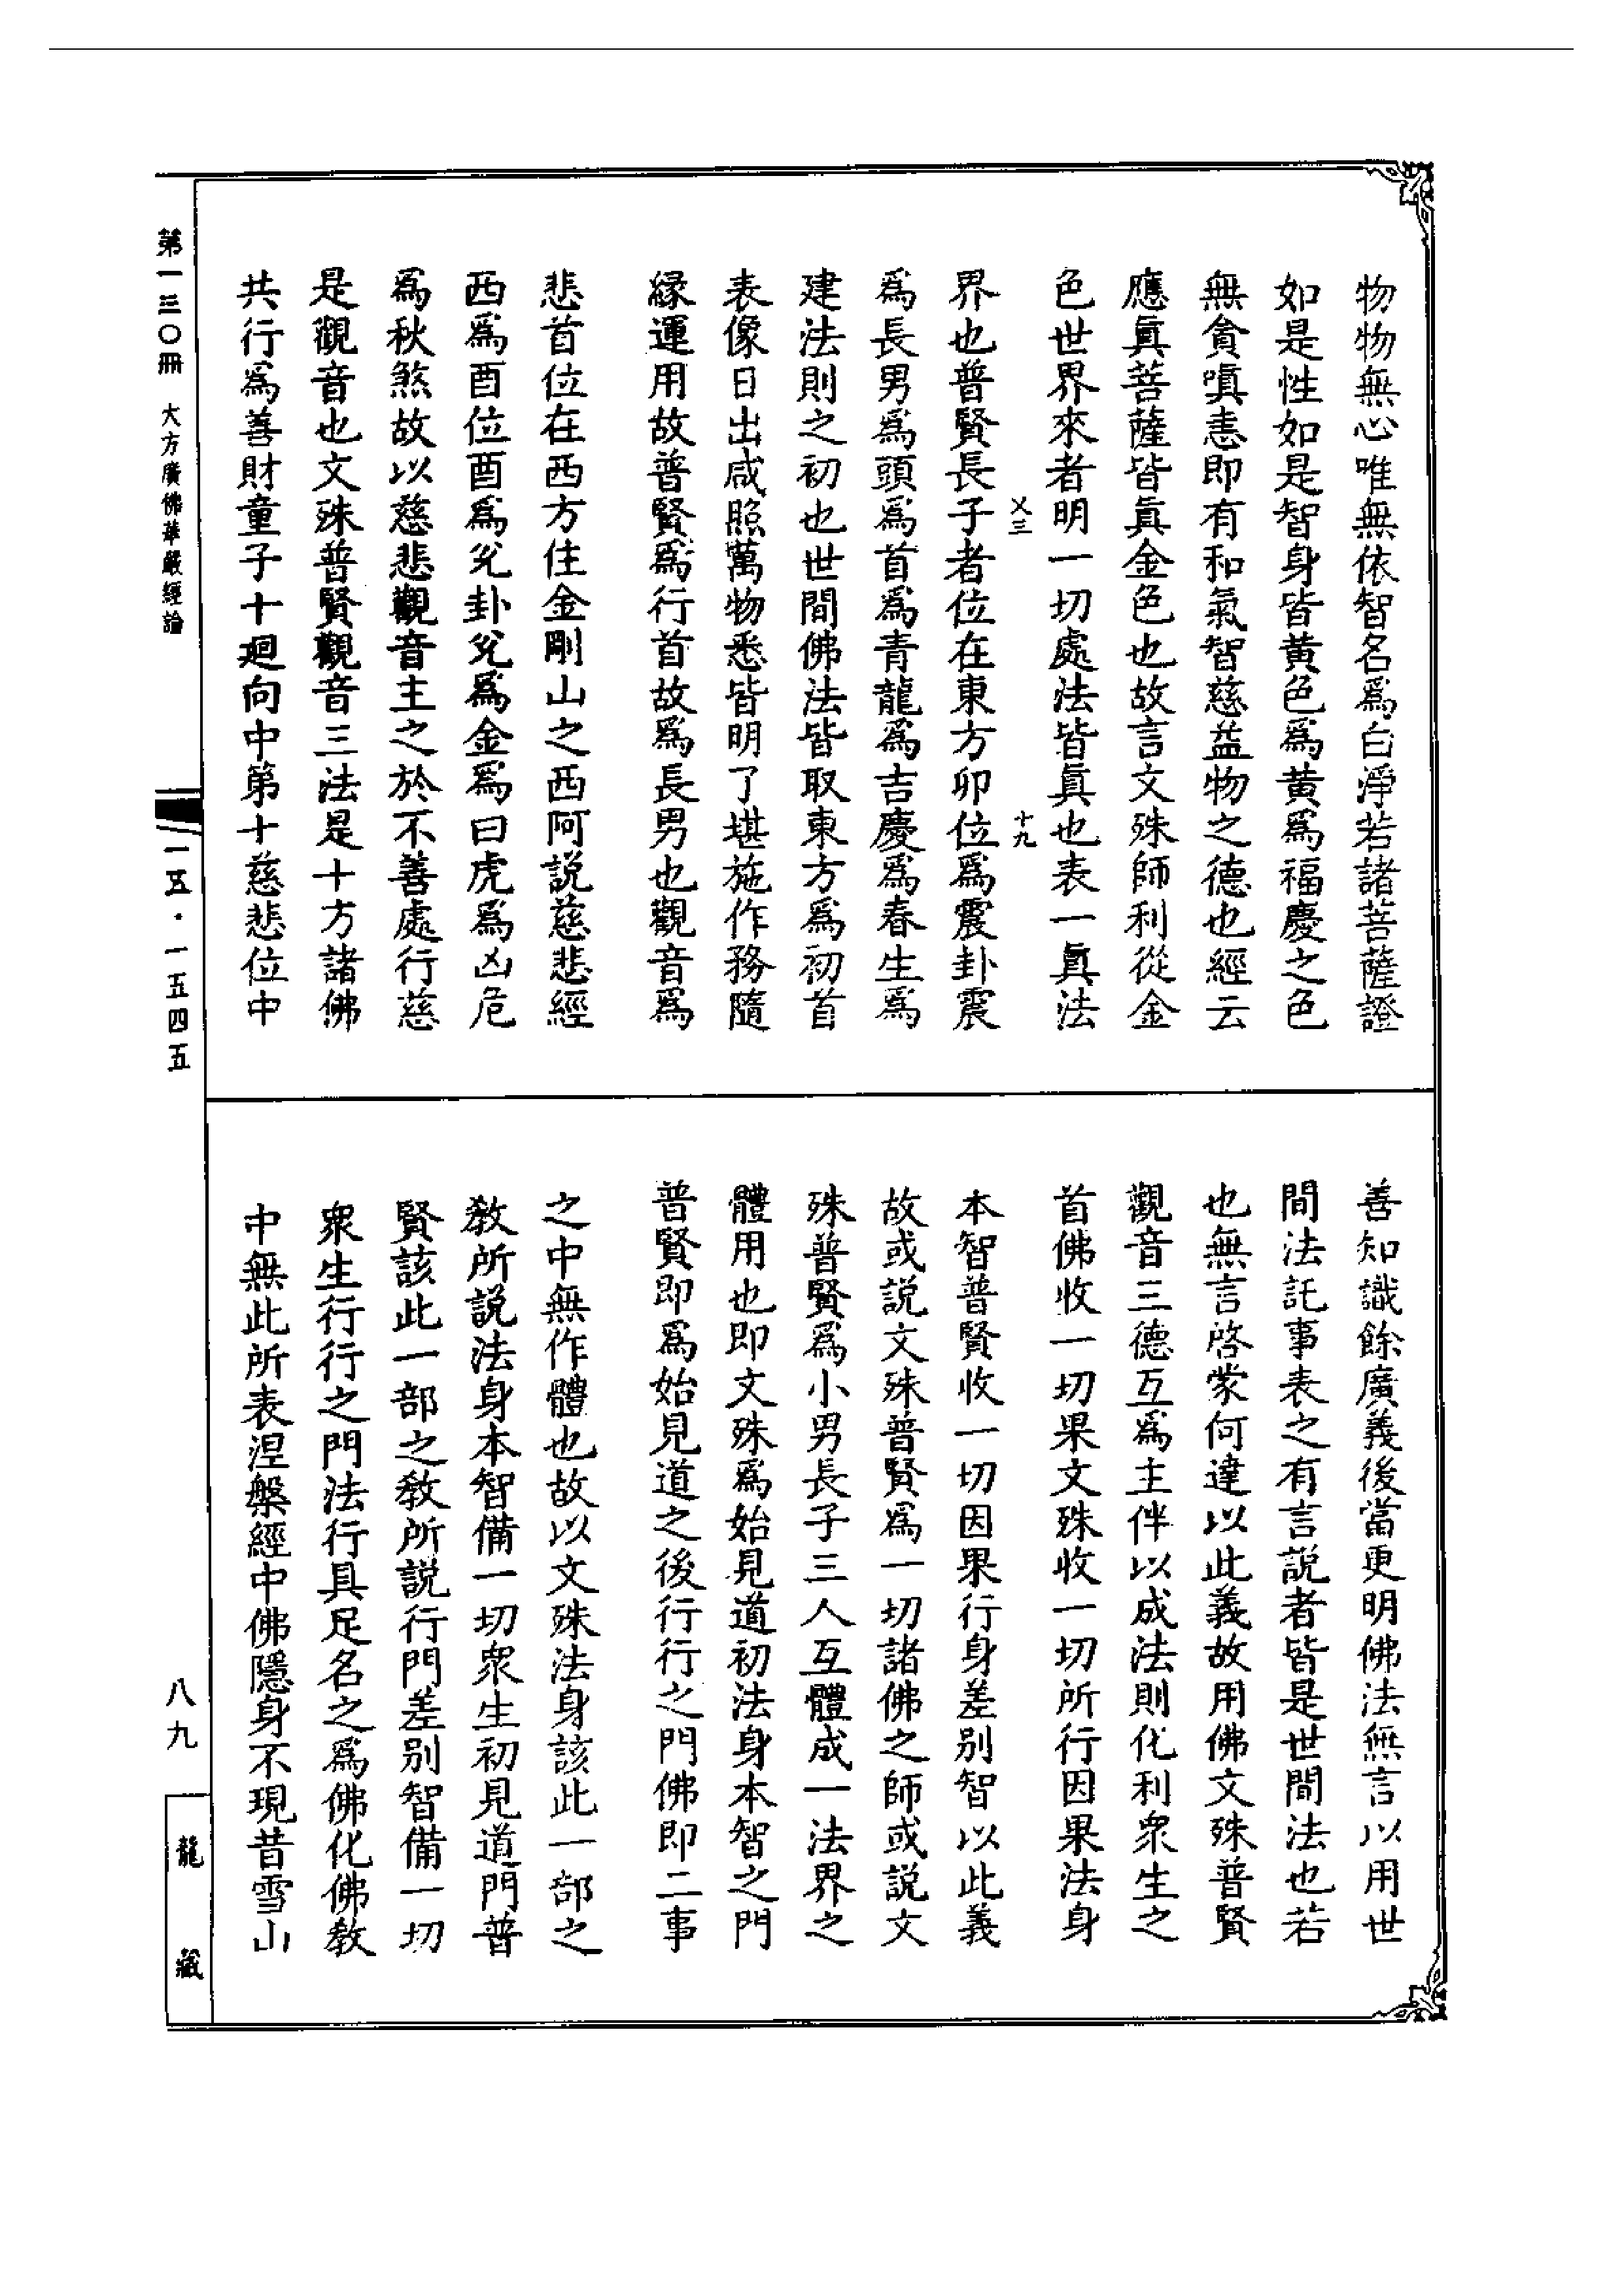 物物無心唯無依智名爲白淨若諸菩薩證
如是性如是智身皆黃色爲黃爲福慶之色
無貪嗔恚即有和氣智慈益物之德也經云
應眞菩薩皆眞金色也故言文殊師利從金
色世界來者明一切處法皆眞也表一眞法
㐅三 十九
界也普賢長子者位在東方卯位爲震卦震
爲長男爲頭爲首爲青龍爲吉慶爲春生爲
建法則之初也世間佛法皆取東方爲初首
表像日出咸照萬物悉皆明了堪施作務隨
緣運用故普賢爲行首故爲長男也觀音爲
悲首位在西方住金剛山之西阿説慈悲經
西爲酉位酉爲兊卦兊爲金爲白虎爲凶危
爲秋煞故以慈悲觀音主之於不善處行慈
是觀音也文殊普賢觀音三法是十方諸佛
共行爲善財童子十廻向中第十慈悲位中
善知識餘廣義後當更明佛法無言以用世
間法託事表之有言説者皆是世間法也若
也無言啓蒙何達以此義故用佛文殊普賢
觀音三德互爲主伴以成法則化利衆生之
首佛收一切果文殊收一切所行因果法身
本智普賢收一切因果行身差别智以此義
故或説文殊普賢爲一切諸佛之師或説文
殊普賢爲小男長子三人互體成一法界之
體用也即文殊爲始見道初法身本智之門
普賢即爲始見道之後行行之門佛即二事
之中無作體也故以文殊法身該此一部之
教所説法身本智備一切衆生初見道門普
賢該此一部之教所説行門差别智備一切
衆生行行之門法行具足名之爲佛化佛教
中無此所表涅槃經中佛隱身不現昔雪山
第一三〇冊 大方廣佛華嚴經論
一五·一五四五
八九
龍藏